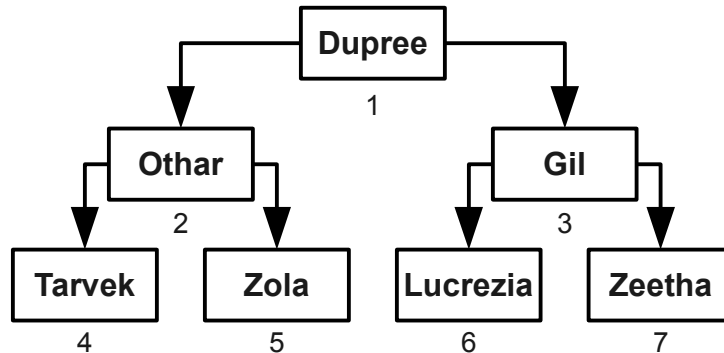 Dupree
1
Othar
Gil
2
3
Tarvek
Zola
Lucrezia
Zeetha
4
5
6
7